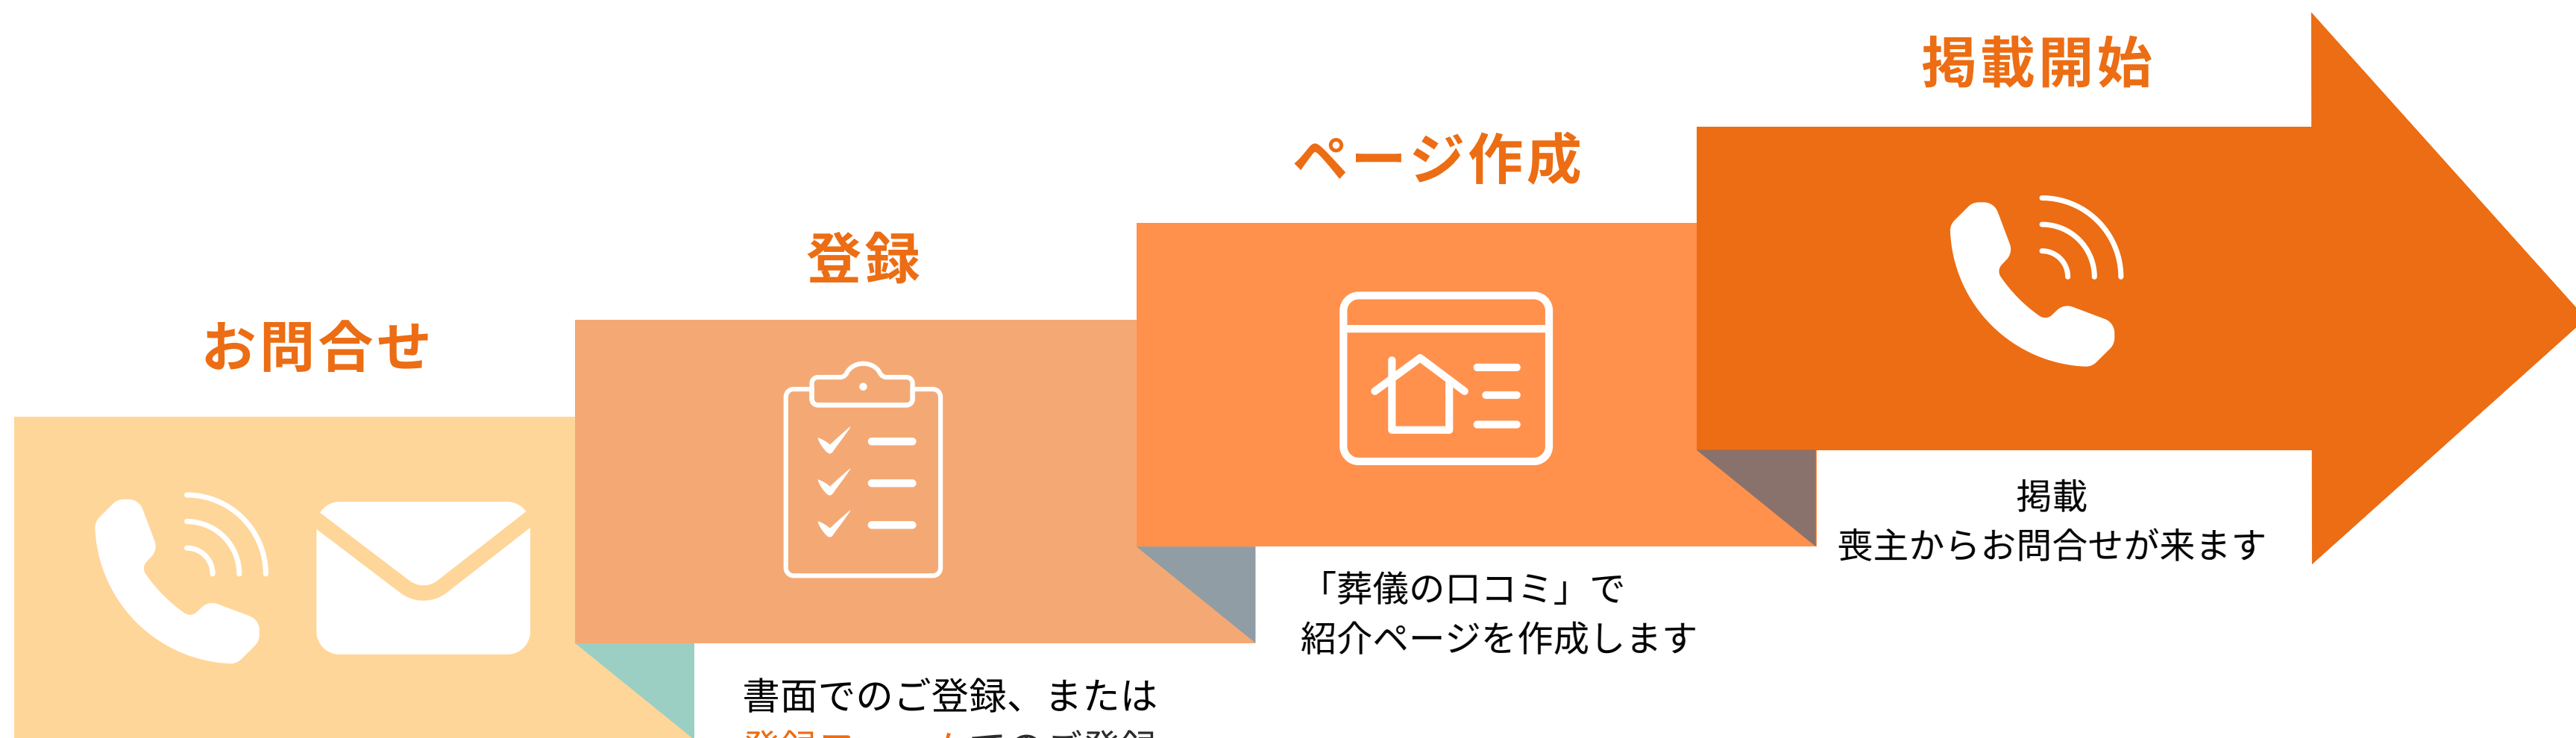 お問合せ
登録
書面でのご登録、または
ページ作成
「葬儀の口コミ」で
紹介ページを作成します
掲載開始
掲載
喪主からお問合せが来ます